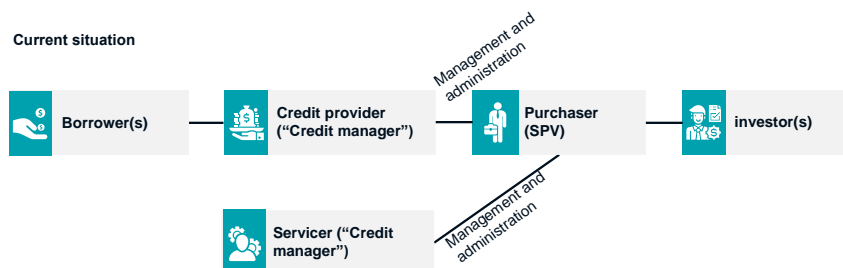 Current situation
Management and
administration
Borrower(s)
Credit provider
(“Credit manager”)
Purchaser
(SPV)
investor(s)
Servicer (“Credit
manager”)
Management and
administration